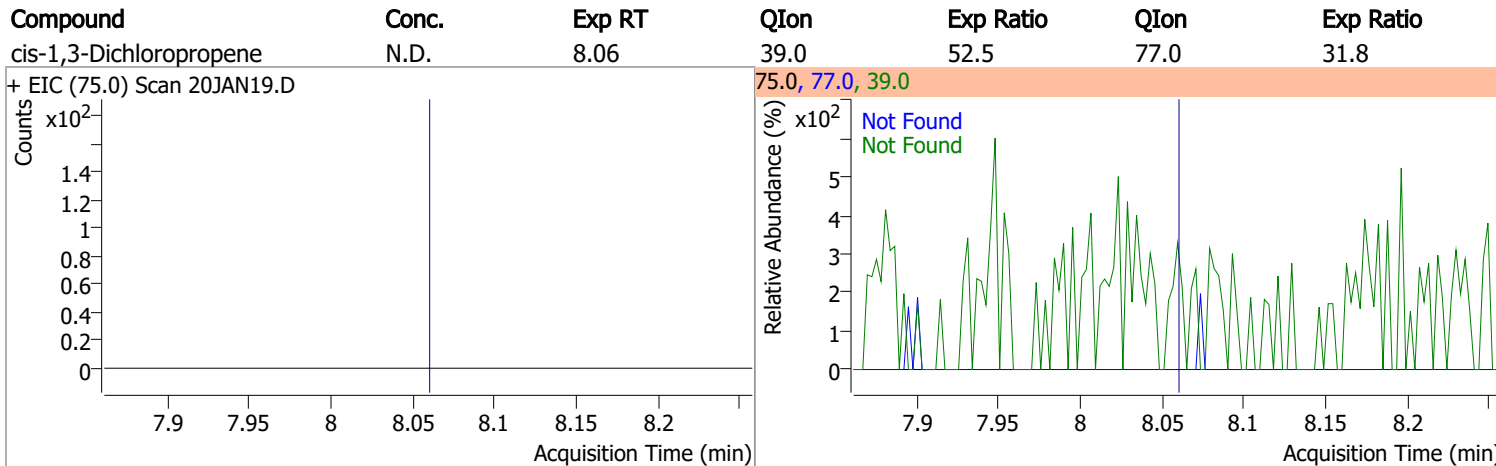 Compound Conc. Exp RT QIon Exp Ratio QIon Exp Ratio
cis-1,3-Dichloropropene N.D. 8.06 39.0 52.5 77.0 31.8
+ EIC (75.0) Scan 20JAN19.D
Counts
x10²
1.4
1.2
1
0.8
0.6
0.4
0.2
0
7.9 7.95 8 8.05 8.1 8.15 8.2
Acquisition Time (min)
75.0, 77.0, 39.0
Relative Abundance (%)
x10²
Not Found
Not Found
5
4
3
2
1
0
7.9 7.95 8 8.05 8.1 8.15 8.2
Acquisition Time (min)